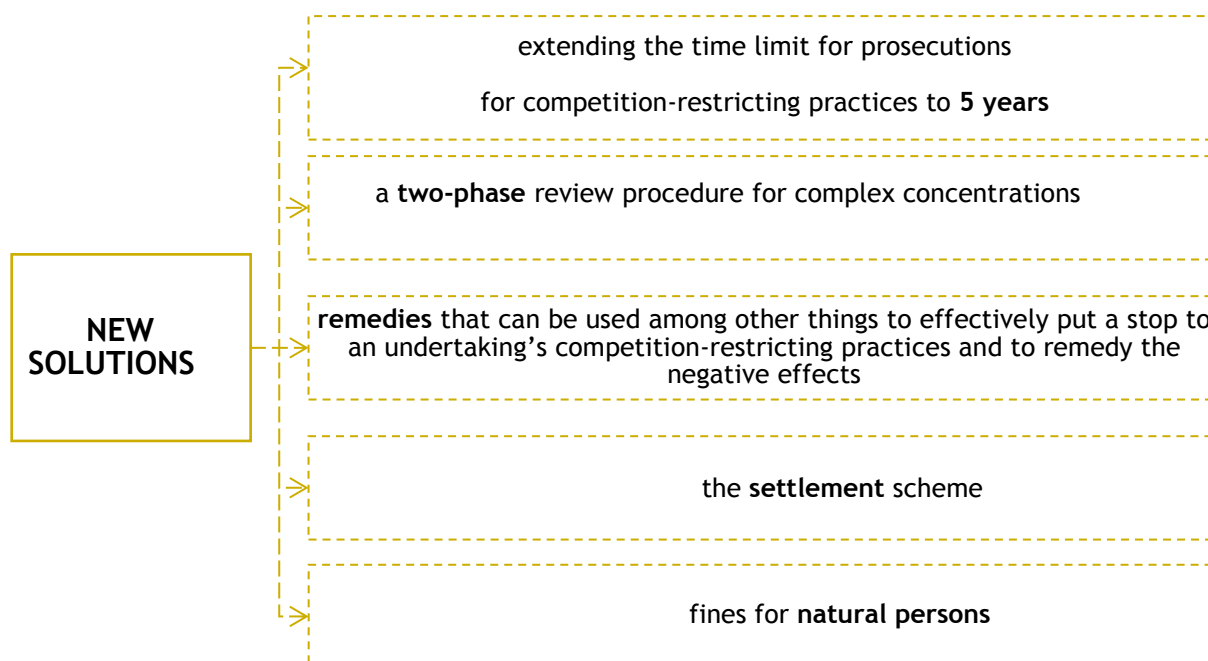 extending the time limit for prosecutions
for competition-restricting practices to 5 years
a two-phase review procedure for complex concentrations
NEW
SOLUTIONS
remedies that can be used among other things to effectively put a stop to
an undertaking’s competition-restricting practices and to remedy the
negative effects
the settlement scheme
fines for natural persons